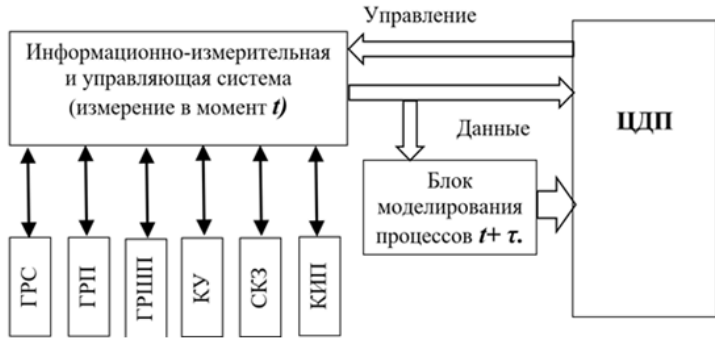 Управление
Информационно-измерительная
и управляющая система
(измерение в момент t)
ЦДП
Данные
Блок
моделирования
процессов t+ τ.
ГРС
ГРП
ГРШП
КУ
СКЗ
КИП